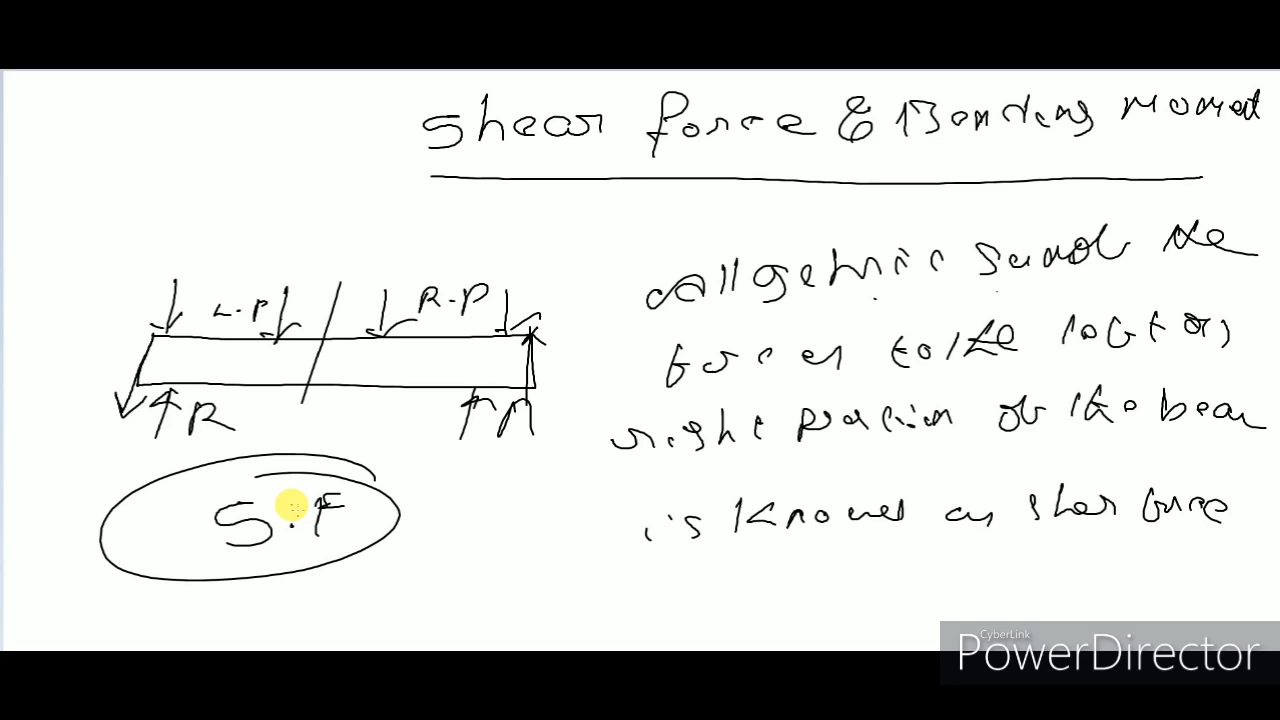 Shear force & Bending moment
L.P
R.P
R
S.F
allgebric sum of the
forces to the left or
right portion of the beam
is known as shear force
CyberLink
PowerDirector